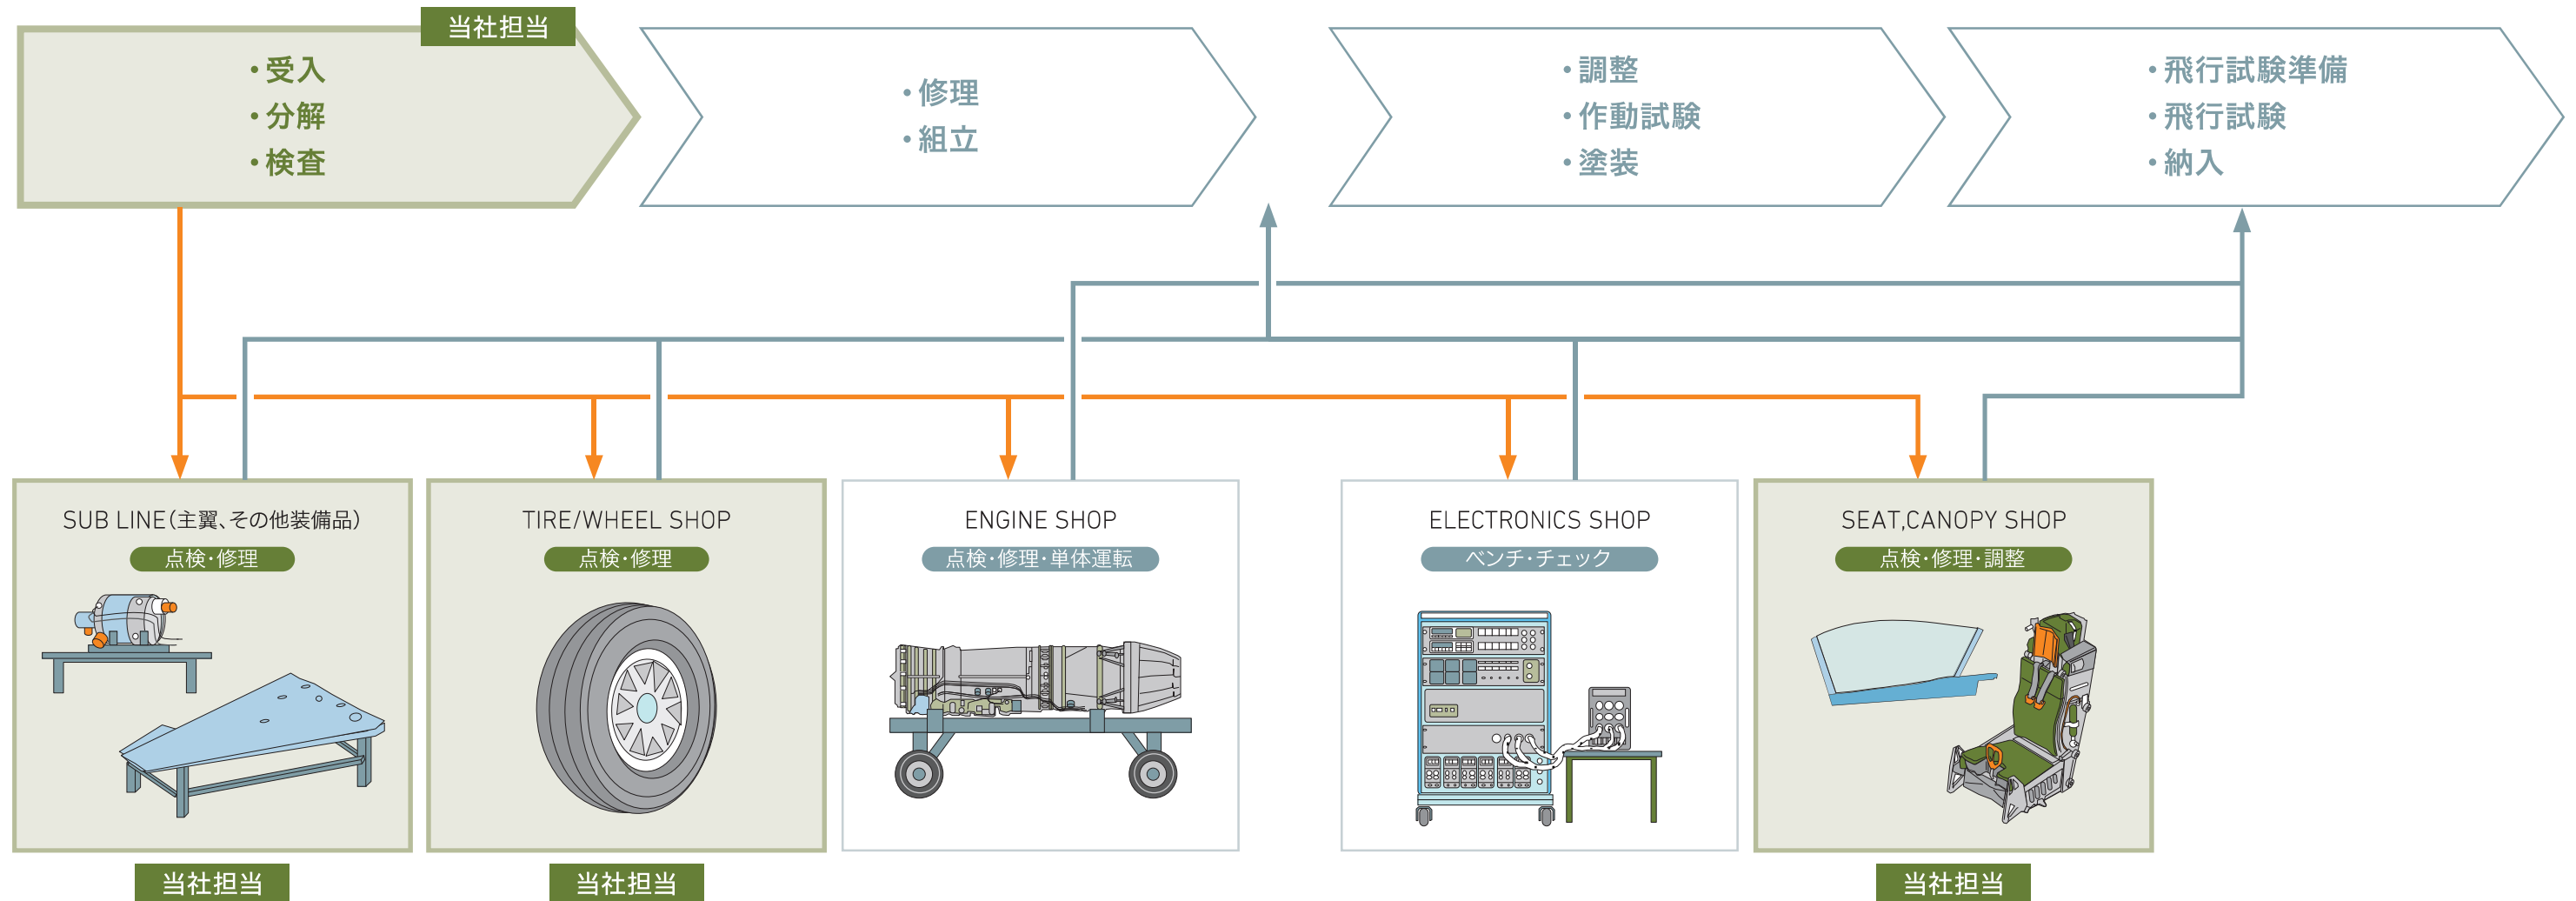 当社担当
・受入
・分解
・検査
・修理
・組立
・調整
・作動試験
・塗装
・飛行試験準備
・飛行試験
・納入
SUB LINE(主翼、その他装備品)
点検・修理
当社担当
TIRE/WHEEL SHOP
点検・修理
当社担当
ENGINE SHOP
点検・修理・単体運転
ELECTRONICS SHOP
ベンチ・チェック
SEAT,CANOPY SHOP
点検・修理・調整
当社担当